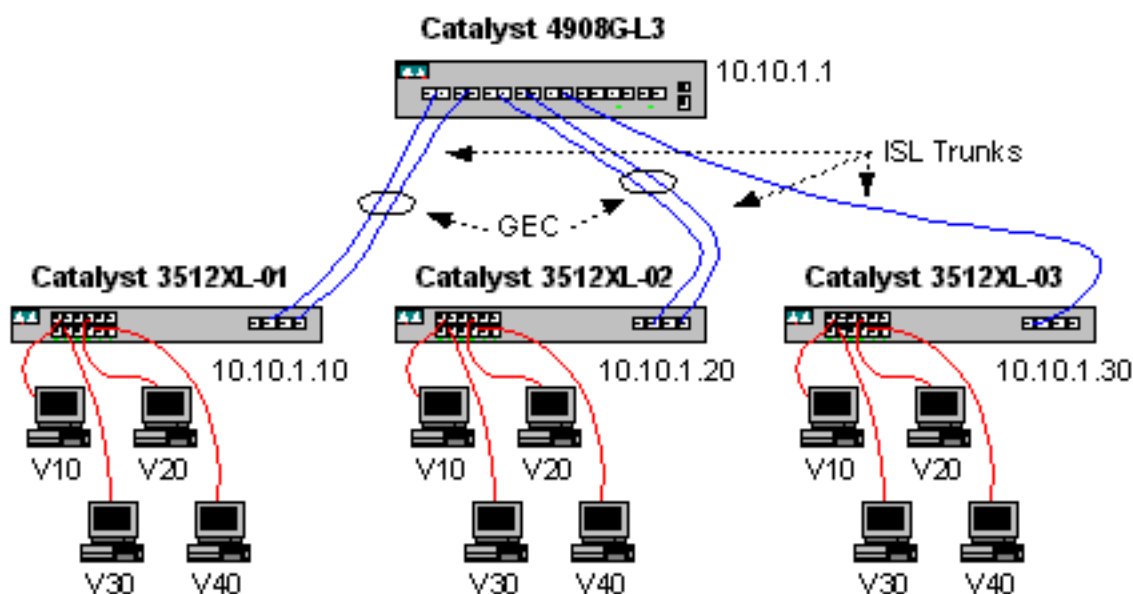 Catalyst 4908G-L3
10.10.1.1
ISL Trunks
GEC
Catalyst 3512XL-01
Catalyst 3512XL-02
Catalyst 3512XL-03
10.10.1.10
10.10.1.20
10.10.1.30
V10
V20
V10
V20
V10
V20
V30
V40
V30
V40
V30
V40